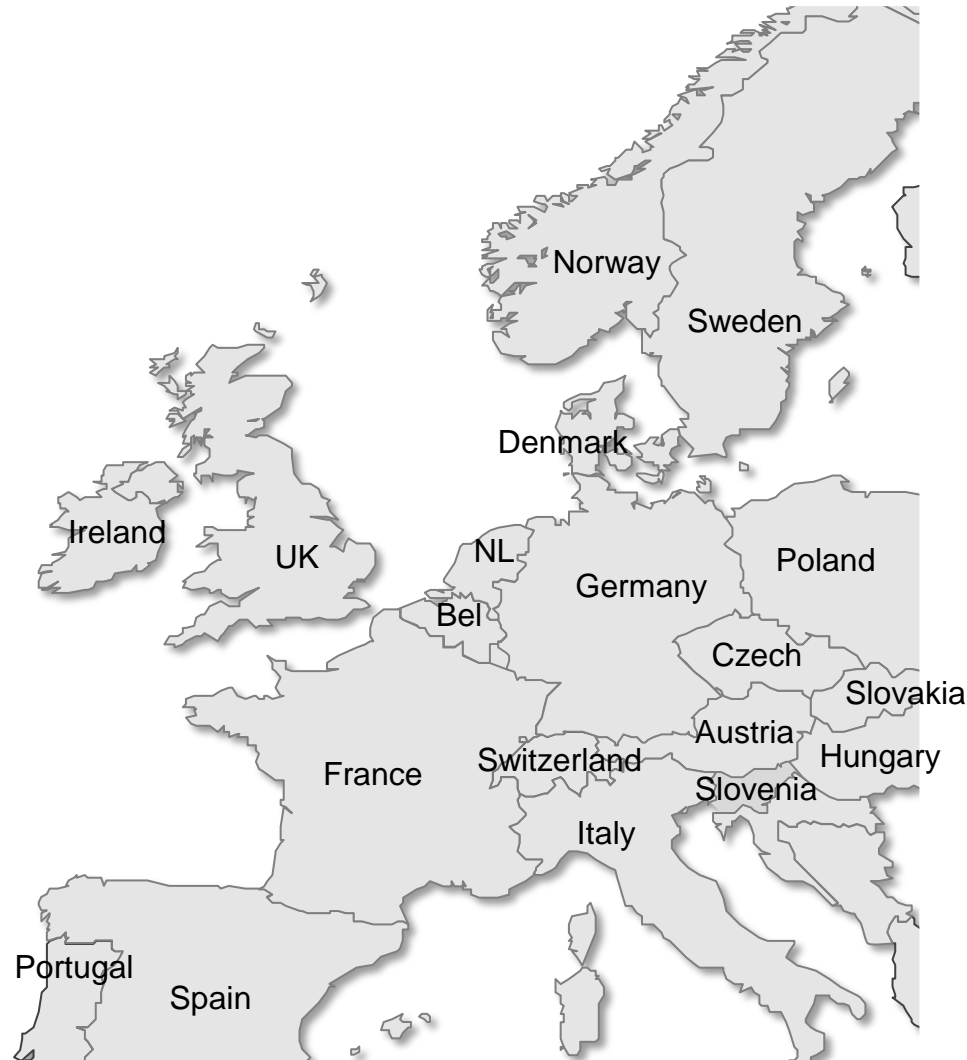 Norway
Sweden
Denmark
Ireland
UK
NL
Poland
Germany
Bel
Czech
Slovakia
Austria
Switzerland
Hungary
France
Slovenia
Italy
Portugal
Spain